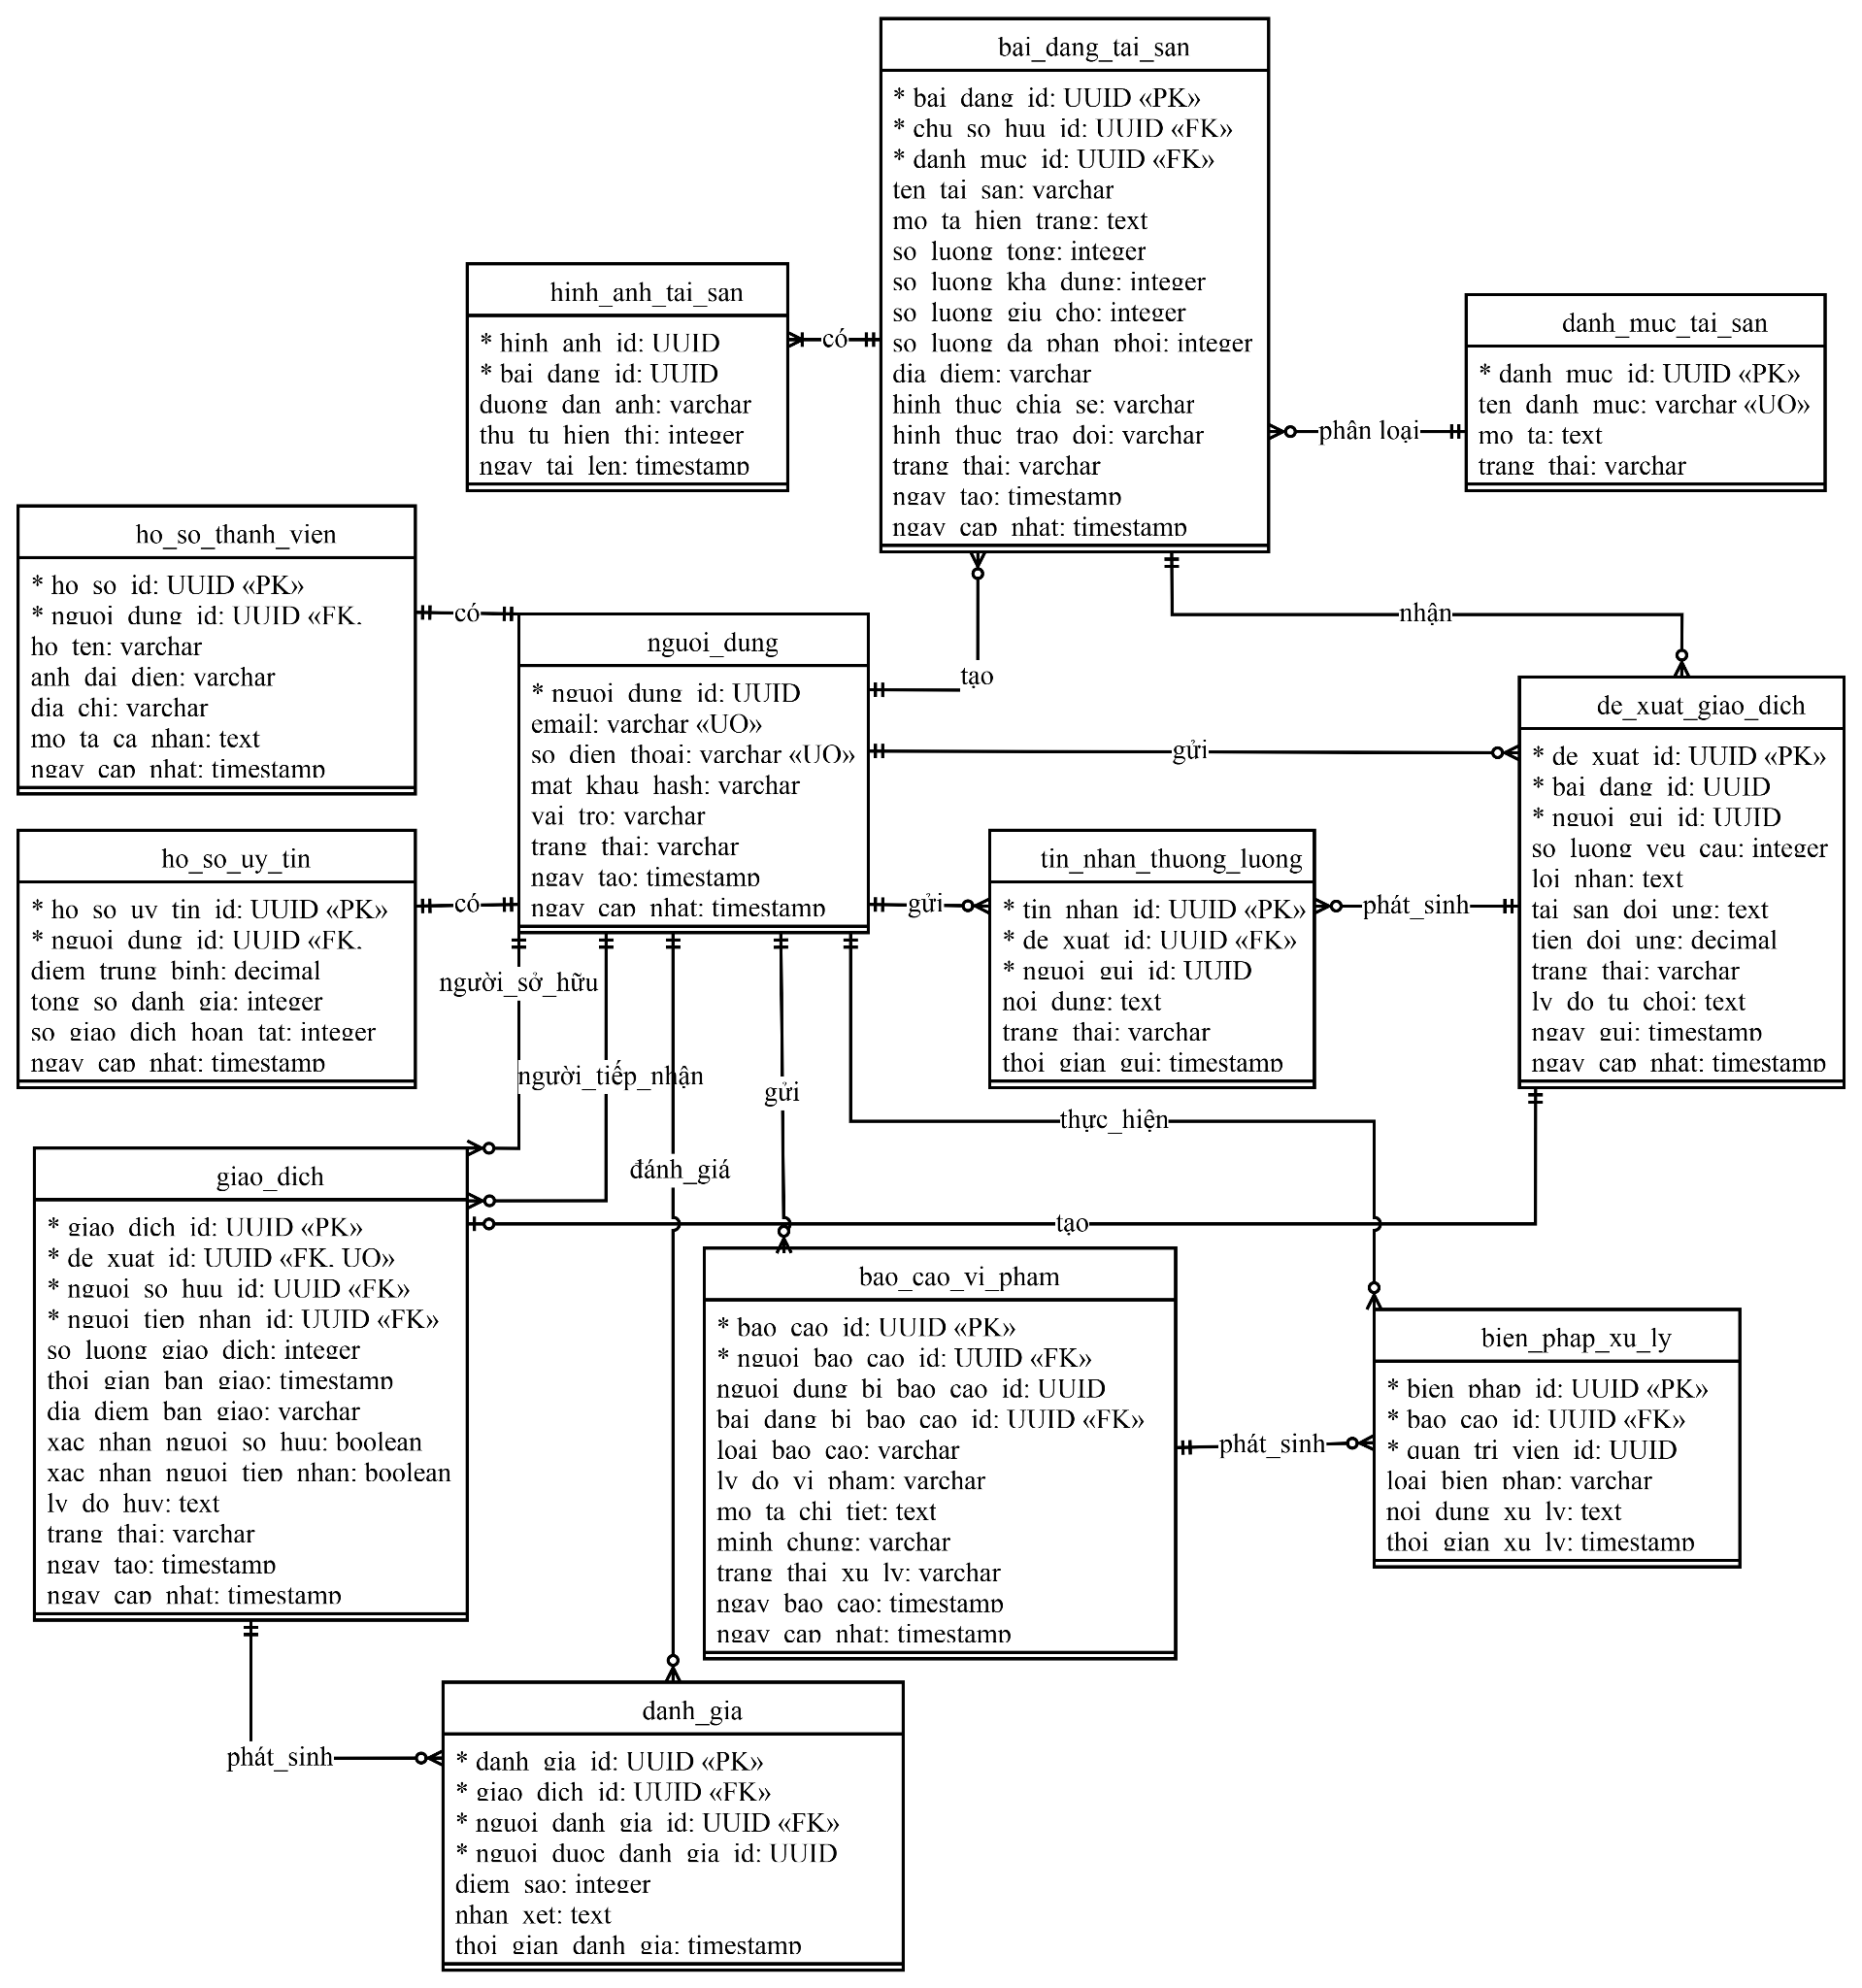 bai_dang_tai_san
* bai_dang_id: UUID «PK»
* chu_so_huu_id: UUID «FK»
* danh_muc_id: UUID «FK»
ten_tai_san: varchar
mo_ta_hien_trang: text
so_luong_tong: integer
so_luong_kha_dung: integer
so_luong_giu_cho: integer
so_luong_da_phan_phoi: integer
dia_diem: varchar
hinh_thuc_chia_se: varchar
hinh_thuc_trao_doi: varchar
trang_thai: varchar
ngay_tao: timestamp
ngay_cap_nhat: timestamp
hinh_anh_tai_san
* hinh_anh_id: UUID
* bai_dang_id: UUID
duong_dan_anh: varchar
thu_tu_hien_thi: integer
ngay_tai_len: timestamp
có
danh_muc_tai_san
* danh_muc_id: UUID «PK»
ten_danh_muc: varchar «UQ»
mo_ta: text
trang_thai: varchar
phân loại
ho_so_thanh_vien
* ho_so_id: UUID «PK»
* nguoi_dung_id: UUID «FK,
ho_ten: varchar
anh_dai_dien: varchar
dia_chi: varchar
mo_ta_ca_nhan: text
ngay_cap_nhat: timestamp
có
nguoi_dung
* nguoi_dung_id: UUID
email: varchar «UQ»
so_dien_thoai: varchar «UQ»
mat_khau_hash: varchar
vai_tro: varchar
trang_thai: varchar
ngay_tao: timestamp
ngay_cap_nhat: timestamp
tạo
nhận
gửi
de_xuat_giao_dich
* de_xuat_id: UUID «PK»
* bai_dang_id: UUID
* nguoi_gui_id: UUID
so_luong_yeu_cau: integer
loi_nhan: text
tai_san_doi_ung: text
tien_doi_ung: decimal
trang_thai: varchar
ly_do_tu_choi: text
ngay_gui: timestamp
ngay_cap_nhat: timestamp
ho_so_uy_tin
* ho_so_uy_tin_id: UUID «PK»
* nguoi_dung_id: UUID «FK,
diem_trung_binh: decimal
tong_so_danh_gia: integer
so_giao_dich_hoan_tat: integer
ngay_cap_nhat: timestamp
có
gửi
tin_nhan_thuong_luong
* tin_nhan_id: UUID «PK»
* de_xuat_id: UUID «FK»
* nguoi_gui_id: UUID
noi_dung: text
trang_thai: varchar
thoi_gian_gui: timestamp
phát_sinh
người_sở_hữu
người_tiếp_nhận
gửi
thực_hiện
đánh_giá
tạo
giao_dich
* giao_dich_id: UUID «PK»
* de_xuat_id: UUID «FK, UQ»
* nguoi_so_huu_id: UUID «FK»
* nguoi_tiep_nhan_id: UUID «FK»
so_luong_giao_dich: integer
thoi_gian_ban_giao: timestamp
dia_diem_ban_giao: varchar
xac_nhan_nguoi_so_huu: boolean
xac_nhan_nguoi_tiep_nhan: boolean
ly_do_huy: text
trang_thai: varchar
ngay_tao: timestamp
ngay_cap_nhat: timestamp
bao_cao_vi_pham
* bao_cao_id: UUID «PK»
* nguoi_bao_cao_id: UUID «FK»
nguoi_dung_bi_bao_cao_id: UUID
bai_dang_bi_bao_cao_id: UUID «FK»
loai_bao_cao: varchar
ly_do_vi_pham: varchar
mo_ta_chi_tiet: text
minh_chung: varchar
trang_thai_xu_ly: varchar
ngay_bao_cao: timestamp
ngay_cap_nhat: timestamp
phát_sinh
bien_phap_xu_ly
* bien_phap_id: UUID «PK»
* bao_cao_id: UUID «FK»
* quan_tri_vien_id: UUID
loai_bien_phap: varchar
noi_dung_xu_ly: text
thoi_gian_xu_ly: timestamp
phát_sinh
danh_gia
* danh_gia_id: UUID «PK»
* giao_dich_id: UUID «FK»
* nguoi_danh_gia_id: UUID «FK»
* nguoi_duoc_danh_gia_id: UUID
diem_sao: integer
nhan_xet: text
thoi_gian_danh_gia: timestamp